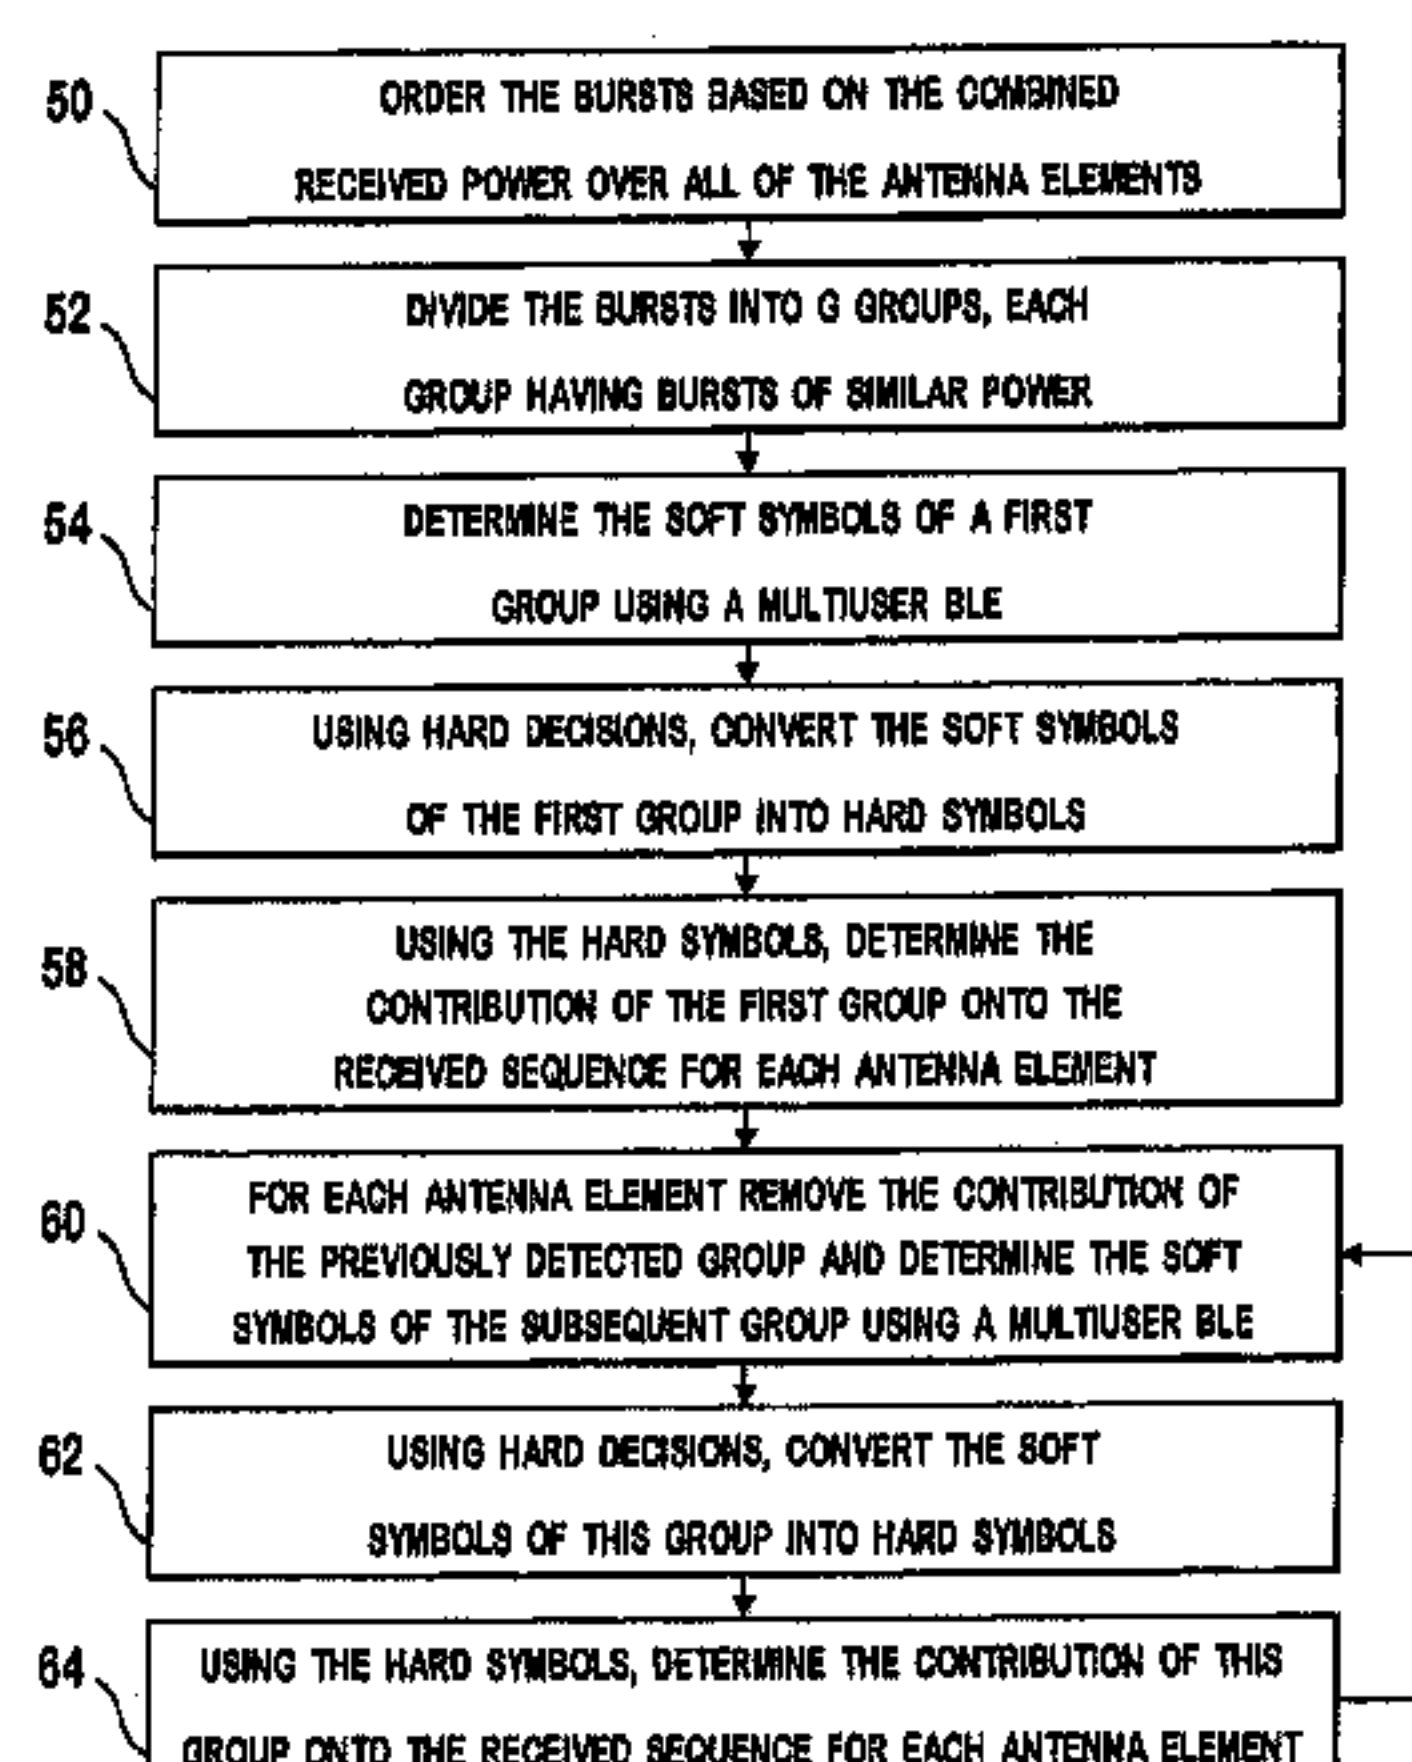 50
ORDER THE BURSTS BASED ON THE COMBINED
RECEIVED POWER OVER ALL OF THE ANTENNA ELEMENTS
52
DIVIDE THE BURSTS INTO G GROUPS, EACH
GROUP HAVING BURSTS OF SIMILAR POWER
54
DETERMINE THE SOFT SYMBOLS OF A FIRST
GROUP USING A MULTIUSER BLE
56
USING HARD DECISIONS, CONVERT THE SOFT SYMBOLS
OF THE FIRST GROUP INTO HARD SYMBOLS
58
USING THE HARD SYMBOLS, DETERMINE THE
CONTRIBUTION OF THE FIRST GROUP ONTO THE
RECEIVED SEQUENCE FOR EACH ANTENNA ELEMENT
60
FOR EACH ANTENNA ELEMENT REMOVE THE CONTRIBUTION OF
THE PREVIOUSLY DETECTED GROUP AND DETERMINE THE SOFT
SYMBOLS OF THE SUBSEQUENT GROUP USING A MULTIUSER BLE
62
USING HARD DECISIONS, CONVERT THE SOFT
SYMBOLS OF THIS GROUP INTO HARD SYMBOLS
64
USING THE HARD SYMBOLS, DETERMINE THE CONTRIBUTION OF THIS
GROUP ONTO THE RECEIVED SEQUENCE FOR EACH ANTENNA ELEMENT